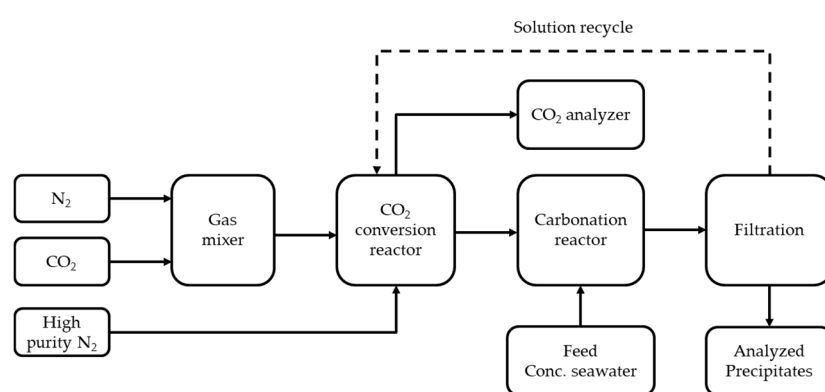 Solution recycle
CO₂ analyzer
N₂
CO₂
High
purity N₂
Gas
mixer
CO₂
conversion
reactor
Carbonation
reactor
Filtration
Feed
Conc. seawater
Analyzed
Precipitates